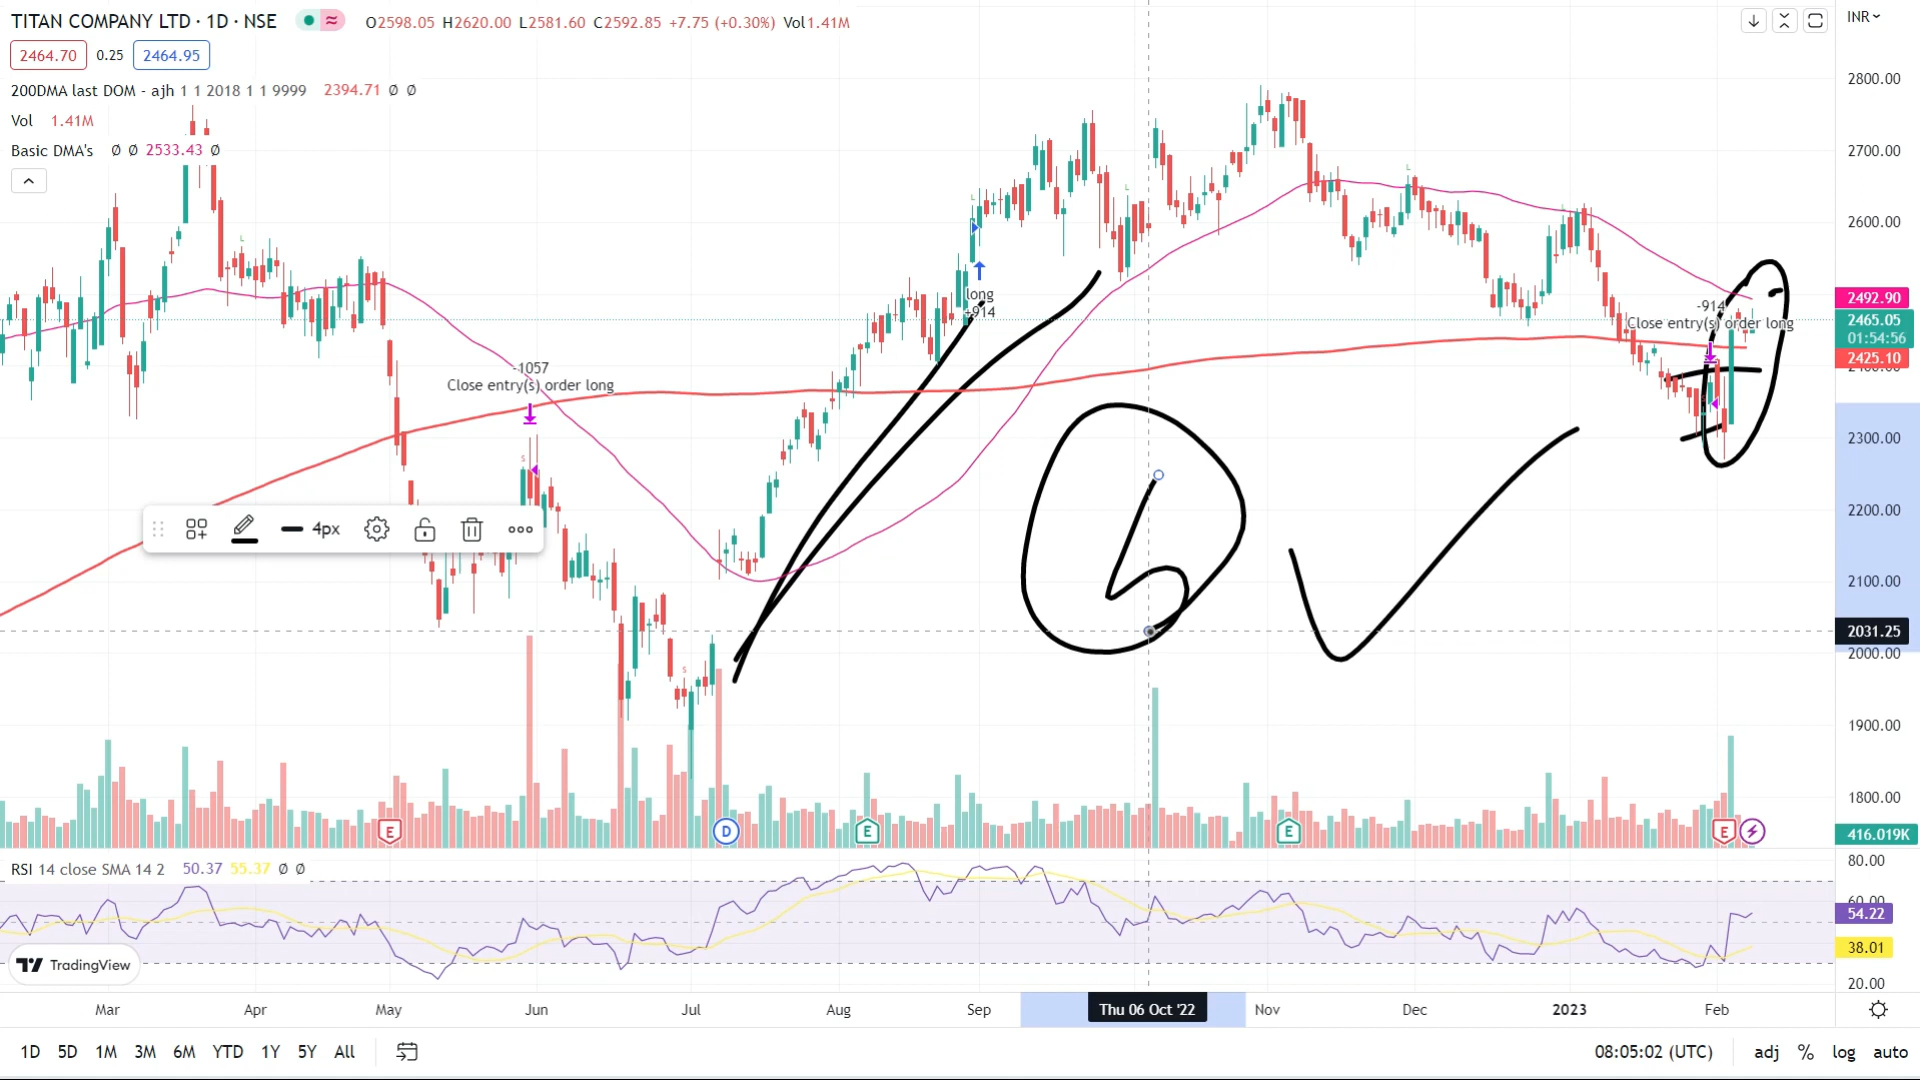 TITAN COMPANY LTD · 1D · NSE ≈ O2598.05 H2620.00 L2581.60 C2592.85 +7.75 (+0.30%) Vol1.41M INR
2464.70 0.25 2464.95
2800.00
200DMA last DOM - ajh 1 1 2018 1 1 9999 2394.71 Ø Ø
Vol 1.41M
Basic DMA's Ø Ø 2533.43 Ø
2700.00
L L L L
2600.00
L
long
+914
-914
Close entry(s) order long
2492.90
2465.05
01:54:56
2425.10
-1057
Close entry(s) order long
S
2300.00
4px
2200.00
2100.00
2031.25
2000.00
S
1900.00
1800.00
E D E E E
416.019K
RSI 14 close SMA 14 2 50.37 55.37 Ø Ø
80.00
60.00
54.22
38.01
20.00
TradingView
Mar Apr May Jun Jul Aug Sep Thu 06 Oct '22 Nov Dec 2023 Feb
1D 5D 1M 3M 6M YTD 1Y 5Y All 08:05:02 (UTC) adj % log auto